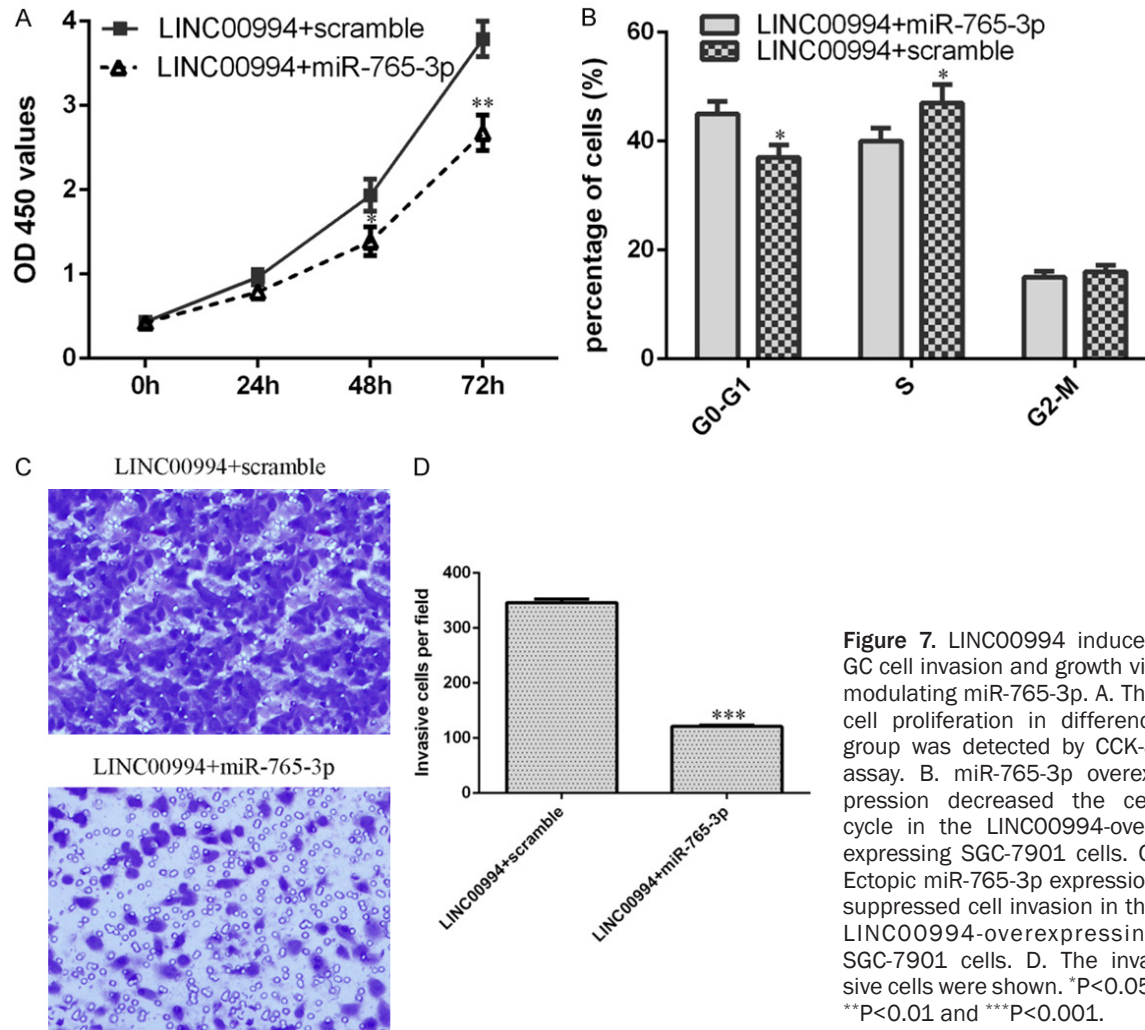 A
LINC00994+scramble
LINC00994+miR-765-3p
OD 450 values
4
3
2
1
0
**
*
0h
24h
48h
72h
B
LINC00994+miR-765-3p
LINC00994+scramble
percentage of cells (%)
60
40
20
0
*
*
G0-G1
S
G2-M
C
LINC00994+scramble
LINC00994+miR-765-3p
D
Invasive cells per field
400
300
200
100
0
***
LINC00994+scramble
LINC00994+miR-765-3p
Figure 7. LINC00994 induce
GC cell invasion and growth vi
modulating miR-765-3p. A. Th
cell proliferation in differenc
group was detected by CCK-
assay. B. miR-765-3p overex
pression decreased the cel
cycle in the LINC00994-over
expressing SGC-7901 cells. C
Ectopic miR-765-3p expression
suppressed cell invasion in th
LINC00994-overexpressing
SGC-7901 cells. D. The inva
sive cells were shown. *P<0.05
**P<0.01 and ***P<0.001.